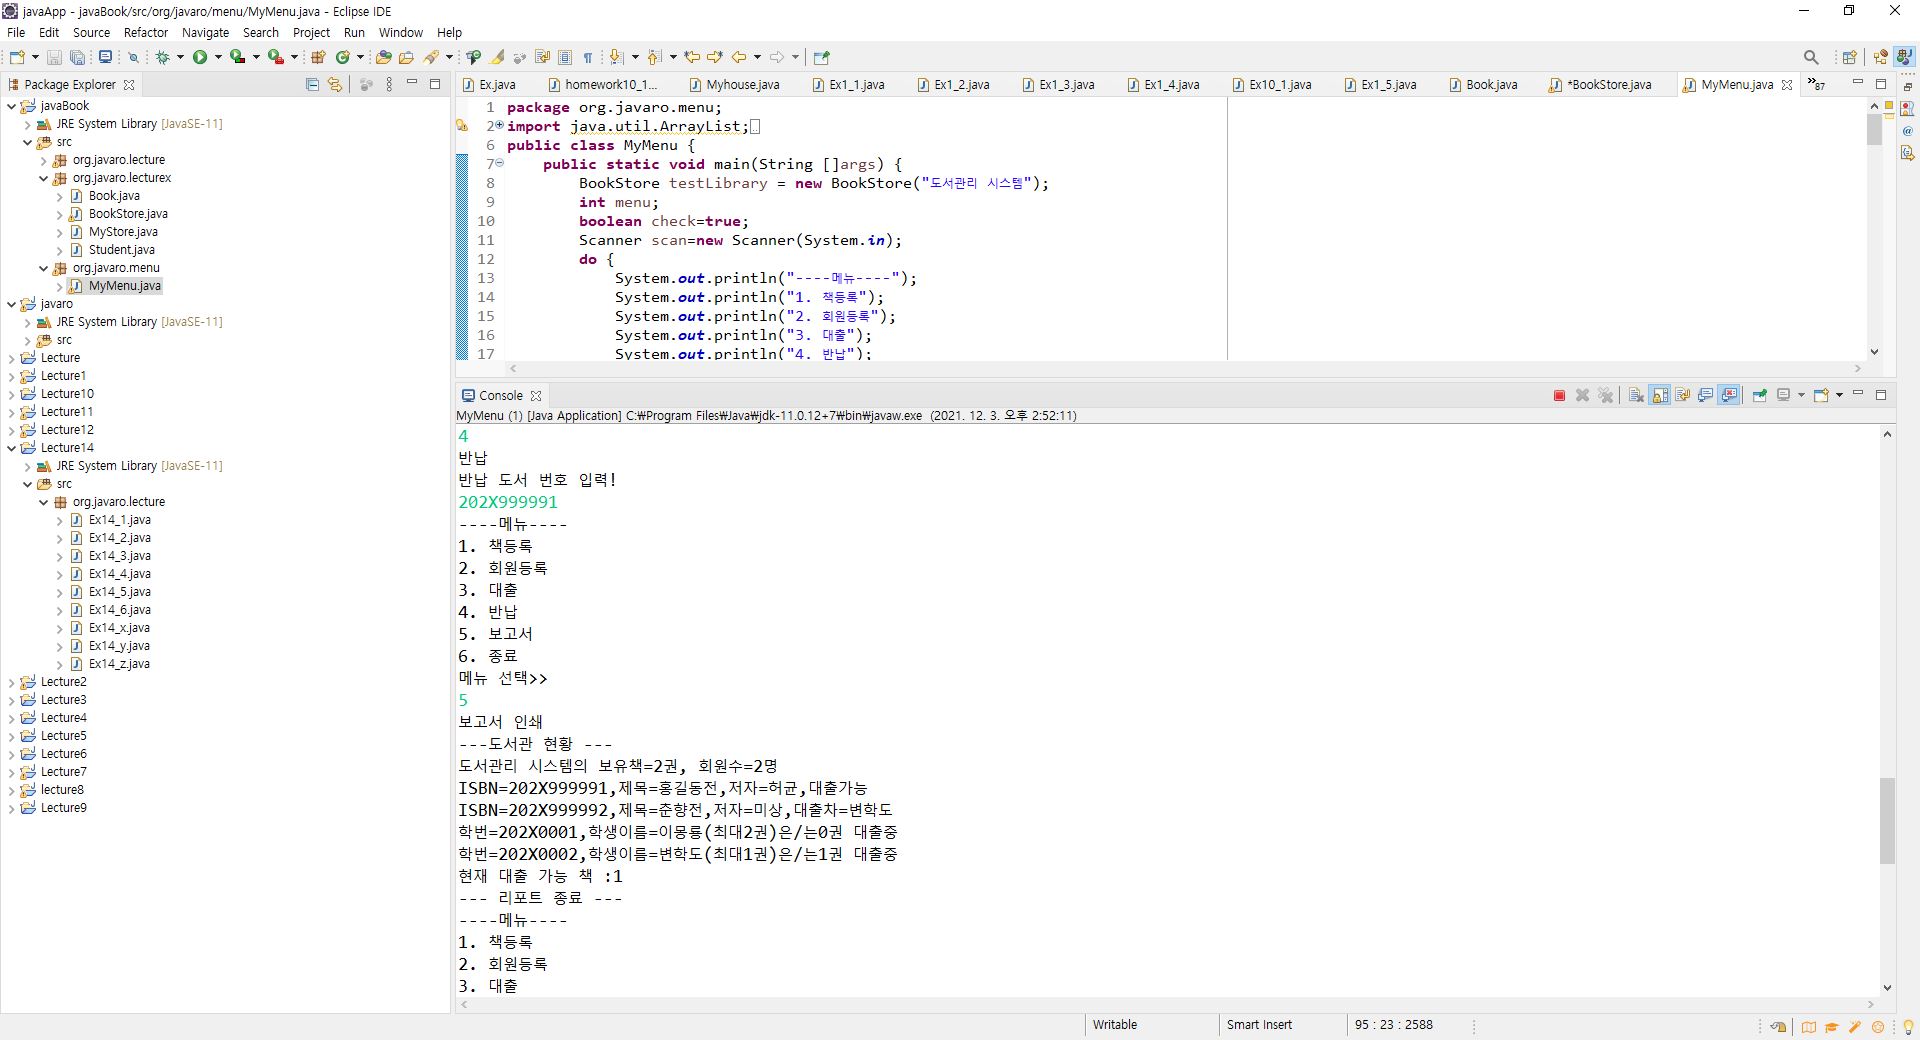 javaApp - javaBook/src/org/javaro/menu/MyMenu.java - Eclipse IDE
File Edit Source Refactor Navigate Search Project Run Window Help
Package Explorer
javaBook
JRE System Library [JavaSE-11]
src
org.javaro.lecture
org.javaro.lecturex
Book.java
BookStore.java
MyStore.java
Student.java
org.javaro.menu
MyMenu.java
javaro
JRE System Library [JavaSE-11]
src
Lecture
Lecture1
Lecture10
Lecture11
Lecture12
Lecture14
JRE System Library [JavaSE-11]
src
org.javaro.lecture
Ex14_1.java
Ex14_2.java
Ex14_3.java
Ex14_4.java
Ex14_5.java
Ex14_6.java
Ex14_x.java
Ex14_y.java
Ex14_z.java
Lecture2
Lecture3
Lecture4
Lecture5
Lecture6
Lecture7
lecture8
Lecture9
Ex.java homework10_1... Myhouse.java Ex1_1.java Ex1_2.java Ex1_3.java Ex1_4.java Ex10_1.java Ex1_5.java Book.java *BookStore.java MyMenu.java »87
1 package org.javaro.menu;
2 import java.util.ArrayList;
6 public class MyMenu {
7 public static void main(String []args) {
8 BookStore testLibrary = new BookStore("도서관리 시스템");
9 int menu;
10 boolean check=true;
11 Scanner scan=new Scanner(System.in);
12 do {
13 System.out.println("----메뉴----");
14 System.out.println("1. 책등록");
15 System.out.println("2. 회원등록");
16 System.out.println("3. 대출");
17 System.out.println("4. 반납");
Console
MyMenu (1) [Java Application] C:₩Program Files₩Java₩jdk-11.0.12+7₩bin₩javaw.exe (2021. 12. 3. 오후 2:52:11)
4
반납
반납 도서 번호 입력!
202X999991
----메뉴----
1. 책등록
2. 회원등록
3. 대출
4. 반납
5. 보고서
6. 종료
메뉴 선택>>
5
보고서 인쇄
---도서관 현황 ---
도서관리 시스템의 보유책=2권, 회원수=2명
ISBN=202X999991,제목=홍길동전,저자=허균,대출가능
ISBN=202X999992,제목=춘향전,저자=미상,대출차=변학도
학번=202X0001,학생이름=이몽룡(최대2권)은/는0권 대출중
학번=202X0002,학생이름=변학도(최대1권)은/는1권 대출중
현재 대출 가능 책 :1
--- 리포트 종료 ---
----메뉴----
1. 책등록
2. 회원등록
3. 대출
Writable Smart Insert 95 : 23 : 2588